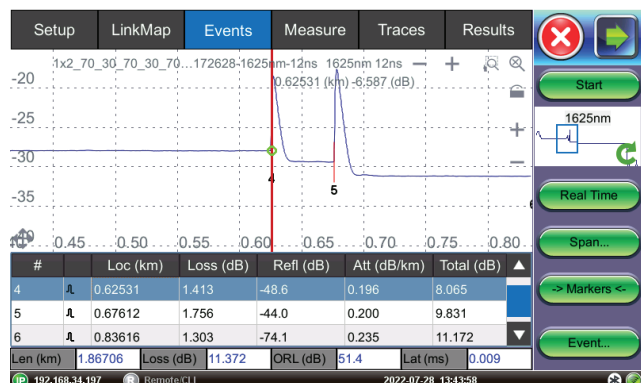 Setup LinkMap Events Measure Traces Results
1x2_70_30_70_30_70...172628-1625nm-12ns 1625nm 12ns
0.62531 (km) -6.587 (dB)
-20
-25
-30
-35
4
5
0.45 0.50 0.55 0.60 0.65 0.70 0.75 0.80
# Loc (km) Loss (dB) Refl (dB) Att (dB/km) Total (dB)
4 0.62531 1.413 -48.6 0.196 8.065
5 0.67612 1.756 -44.0 0.200 9.831
6 0.83616 1.303 -74.1 0.235 11.172
Len (km) 1.86706 Loss (dB) 11.372 ORL (dB) 51.4 Lat (ms) 0.009
IP 192.168.34.197 R Remote/CLI 2022-07-28 13:43:58
Start
1625nm
Real Time
Span...
-> Markers <-
Event...